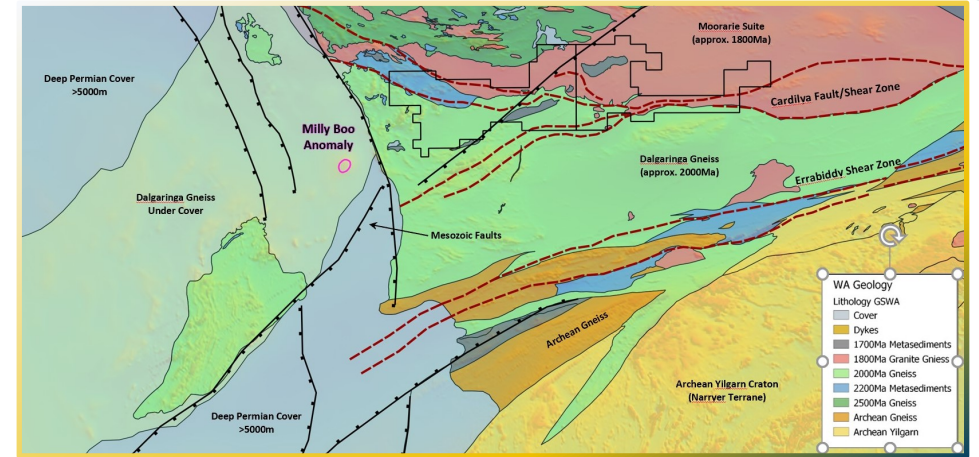 Moorarie Suite
(approx. 1800Ma)
Deep Permian Cover
>5000m
Cardilya Fault/Shear Zone
Milly Boo
Anomaly
Dalgaringa Gneiss
(approx. 2000Ma)
Errabiddy Shear Zone
Dalgaringa Gneiss
Under Cover
Mesozoic Faults
Archean Gneiss
Archean Yilgarn Craton
(Narryer Terrane)
Deep Permian Cover
>5000m
WA Geology
Lithology GSWA
Cover
Dykes
1700Ma Metasediments
1800Ma Granite Gniess
2000Ma Gneiss
2200Ma Metasediments
2500Ma Gneiss
Archean Gneiss
Archean Yilgarn